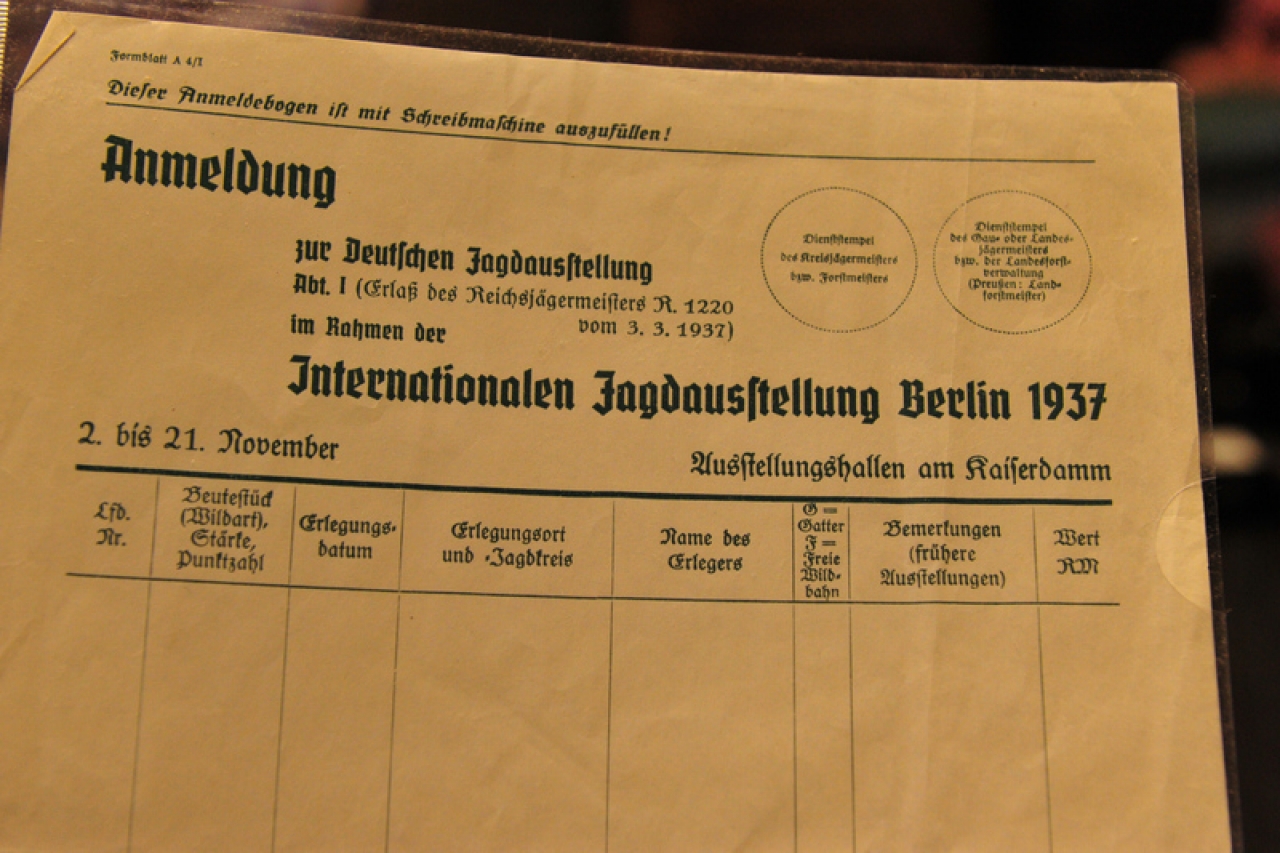 Formblatt A 4/I
Dieser Anmeldebogen ist mit Schreibmaschine auszufüllen!
Anmeldung
zur Deutschen Jagdausstellung
Abt. I (Erlaß des Reichsjägermeisters R. 1220
vom 3. 3. 1937)
im Rahmen der
Internationalen Jagdausstellung Berlin 1937
Dienststempel
des Kreisjägermeisters
bzw. Forstmeisters
Dienststempel
des Gau- oder Landes-
jägermeisters
bzw. der Landesforst-
verwaltung
(Preußen: Land-
forstmeister)
2. bis 21. November
Ausstellungshallen am Kaiserdamm
Lfd.
Nr.
Beutestück
(Wildart),
Stärke,
Punktzahl
Erlegungs-
datum
Erlegungsort
und -Jagdkreis
Name des
Erlegers
G =
Gatter
F =
Freie
Wild-
bahn
Bemerkungen
(frühere
Ausstellungen)
Wert
RM